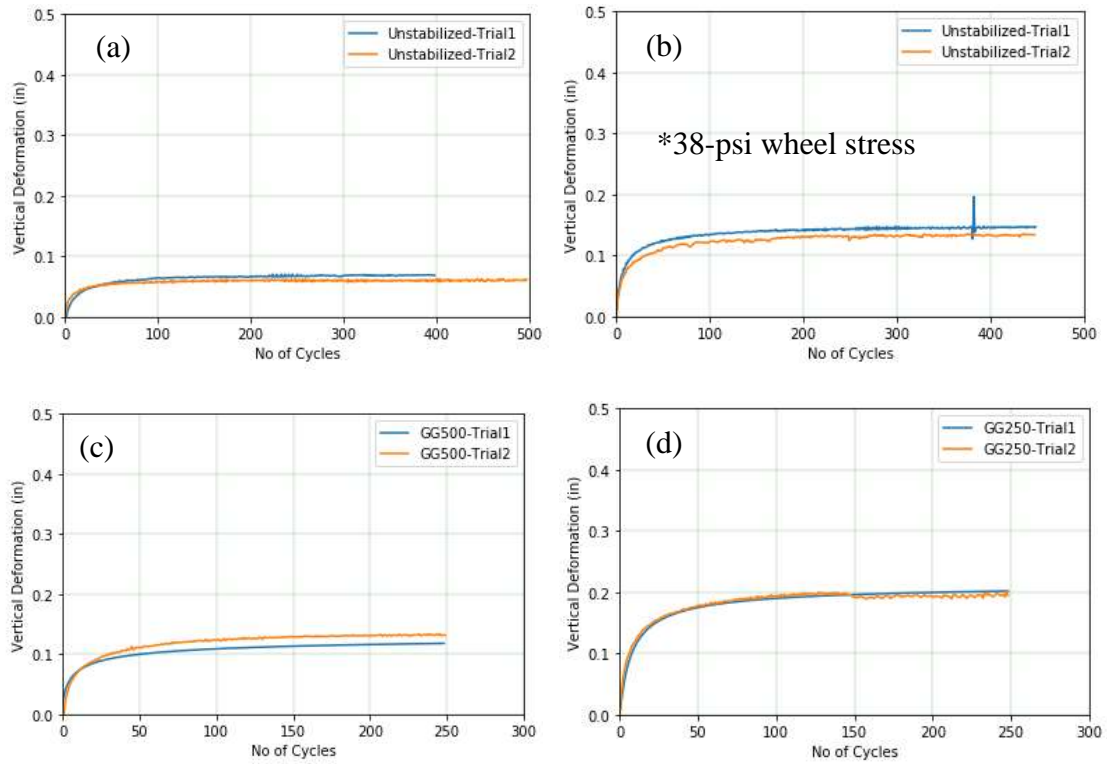 (a)
Unstabilized-Trial1
Unstabilized-Trial2
Vertical Deformation (in)
0.5
0.4
0.3
0.2
0.1
0.0
0 100 200 300 400 500
No of Cycles
(b)
Unstabilized-Trial1
Unstabilized-Trial2
*38-psi wheel stress
Vertical Deformation (in)
0.5
0.4
0.3
0.2
0.1
0.0
0 100 200 300 400 500
No of Cycles
(c)
GG500-Trial1
GG500-Trial2
Vertical Deformation (in)
0.5
0.4
0.3
0.2
0.1
0.0
0 50 100 150 200 250 300
No of Cycles
(d)
GG250-Trial1
GG250-Trial2
Vertical Deformation (in)
0.5
0.4
0.3
0.2
0.1
0.0
0 50 100 150 200 250 300
No of Cycles